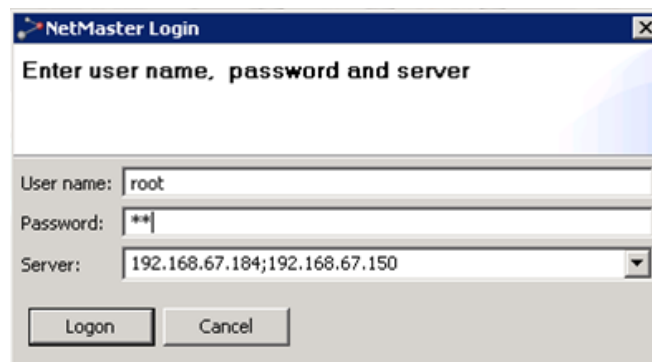 NetMaster Login
Enter user name, password and server
User name: root
Password: **
Server: 192.168.67.184;192.168.67.150
Logon Cancel